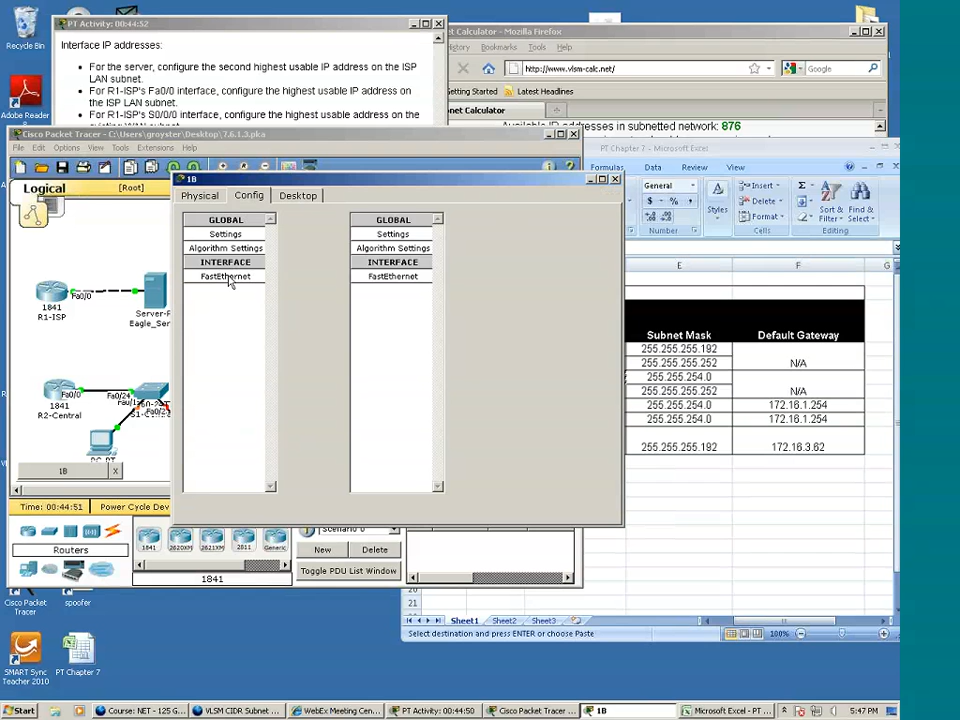 Recycle Bin
PT Activity: 00:44:52
Interface IP addresses:
For the server, configure the second highest usable IP address on the ISP
LAN subnet.
For R1-ISP's Fa0/0 interface, configure the highest usable IP address on
the ISP LAN subnet.
For R1-ISP's S0/0/0 interface, configure the highest usable IP address on the
Adobe Reader
net Calculator - Mozilla Firefox
History Bookmarks Tools Help
http://www.vlsm-calc.net/
Google
Getting Started
Latest Headlines
net Calculator
Available IP addresses in subnetted network: 876
Cisco Packet Tracer - C:\Users\groyster\Desktop\7.6.1.3.pka
File Edit Options View Tools Extensions Help
Logical
[Root]
PT Chapter 7 - Microsoft Excel
Formulas Data Review View
General
Insert
Delete
Format
Styles
Sort &
Filter
Find &
Select
Number
Cells
Editing
1B
Physical Config Desktop
GLOBAL
Settings
Algorithm Settings
INTERFACE
FastEthernet
GLOBAL
Settings
Algorithm Settings
INTERFACE
FastEthernet
Fa0/0
1841
R1-ISP
Server-P
Eagle_Ser
Fa0/0
Fa0/24
1841
R2-Central
1B X
E F G
Subnet Mask Default Gateway
255.255.255.192
255.255.255.252 N/A
255.255.254.0
255.255.255.252 N/A
255.255.254.0 172.16.1.254
255.255.254.0 172.16.1.254
255.255.255.192 172.16.3.62
Time: 00:44:51
Power Cycle Dev
Routers
1841 2620XM 2621XM 2811 Generic
1841
Scenario 0
New Delete
Toggle PDU List Window
20
21
Sheet1 Sheet2 Sheet3
Select destination and press ENTER or choose Paste
100%
Cisco Packet
Tracer
spoofer
SMART Sync
Teacher 2010
PT Chapter 7
Start
Course: NET - 125 G...
VLSM CIDR Subnet ...
WebEx Meeting Cen...
PT Activity: 00:44:50
Cisco Packet Tracer ...
1B
Microsoft Excel - PT ...
5:47 PM